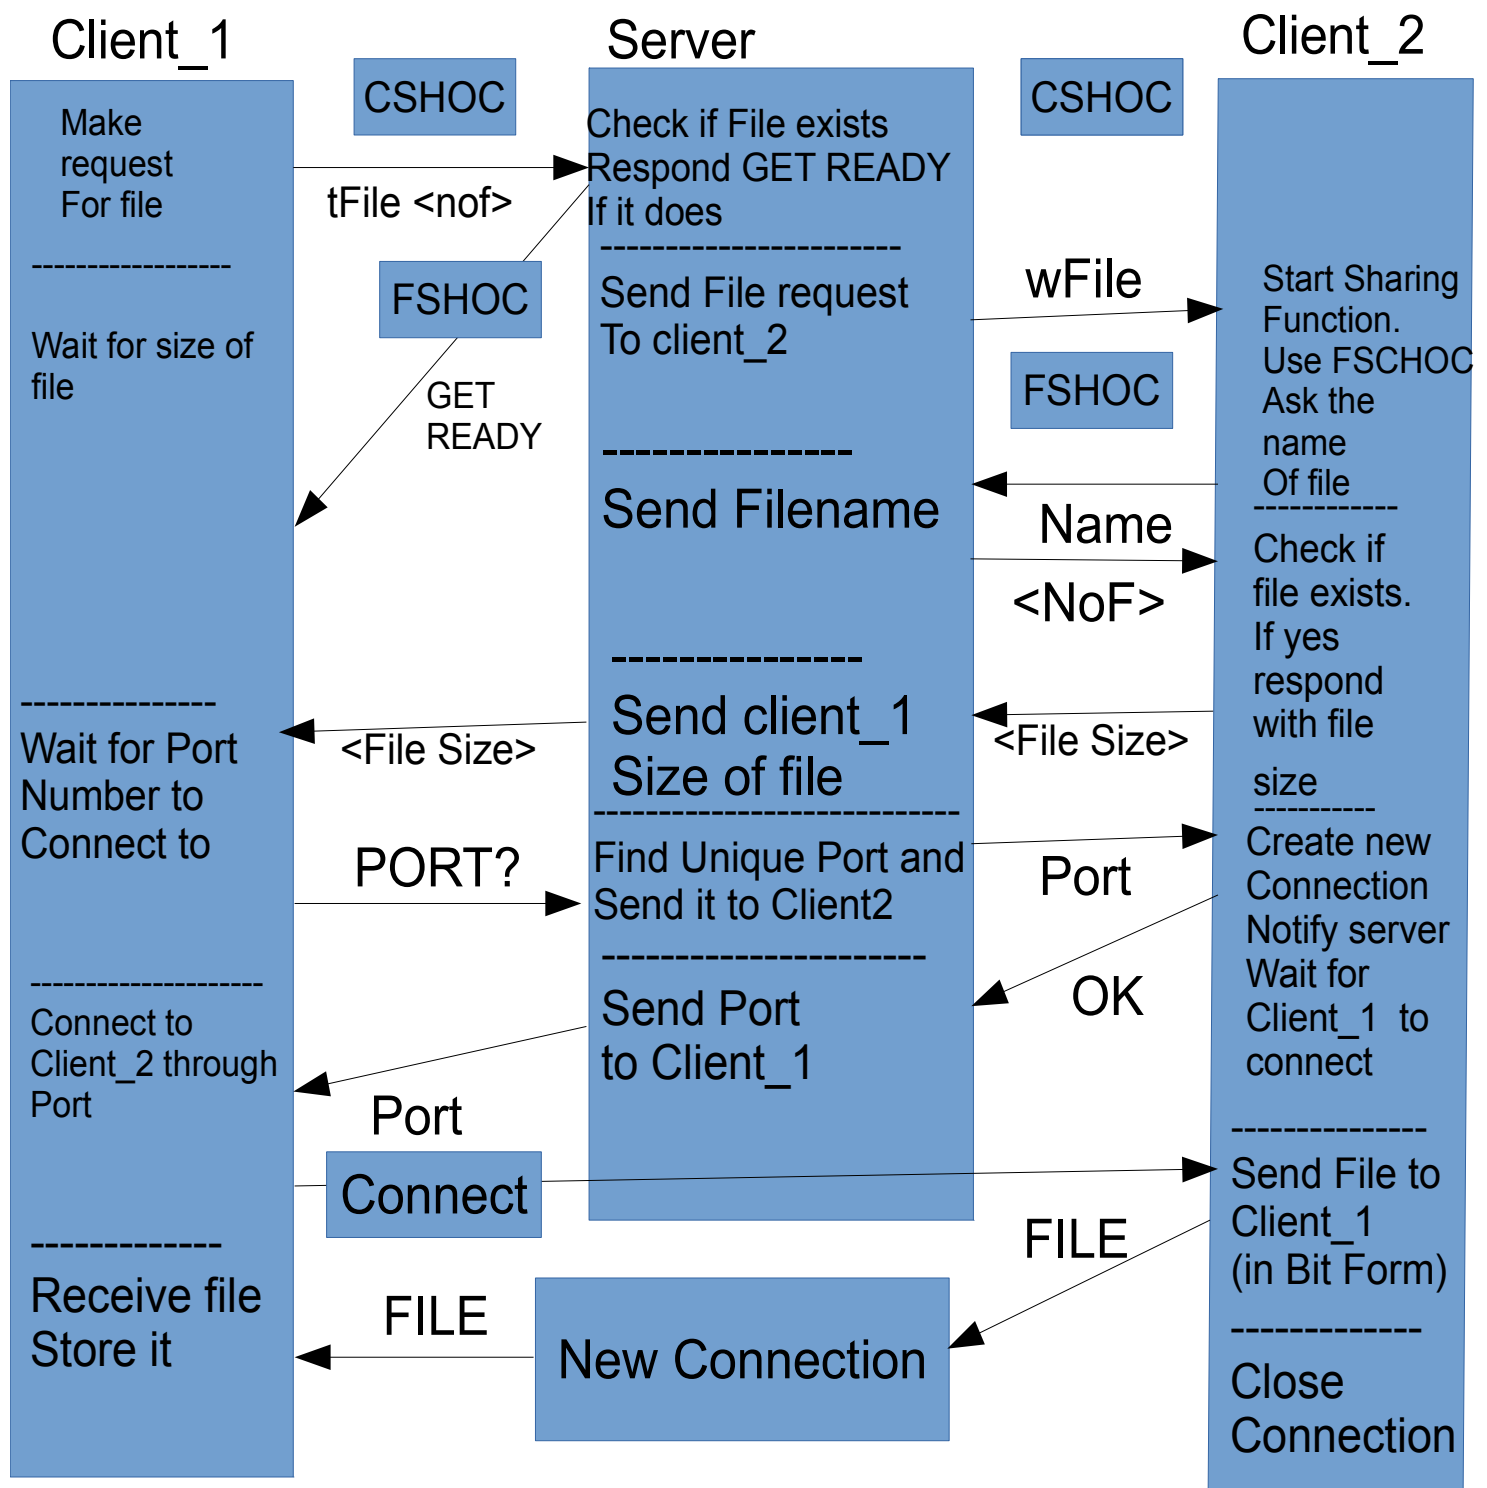 Client_1
Server
Client_2
CSHOC
CSHOC
Make
request
For file
------------------
Wait for size of
file
---------------
Wait for Port
Number to
Connect to
---------------------
Connect to
Client_2 through
Port
-------------
Receive file
Store it
tFile <nof>
FSHOC
GET
READY
<File Size>
PORT?
Port
Connect
FILE
Check if File exists
Respond GET READY
If it does
-----------------------
Send File request
To client_2
---------------
Send Filename
---------------
Send client_1
Size of file
----------------------------
Find Unique Port and
Send it to Client2
----------------------
Send Port
to Client_1
New Connection
wFile
FSHOC
Name
<NoF>
<File Size>
Port
OK
FILE
Start Sharing
Function.
Use FSCHOC
Ask the
name
Of file
------------
Check if
file exists.
If yes
respond
with file
size
-----------
Create new
Connection
Notify server
Wait for
Client_1 to
connect
---------------
Send File to
Client_1
(in Bit Form)
-------------
Close
Connection